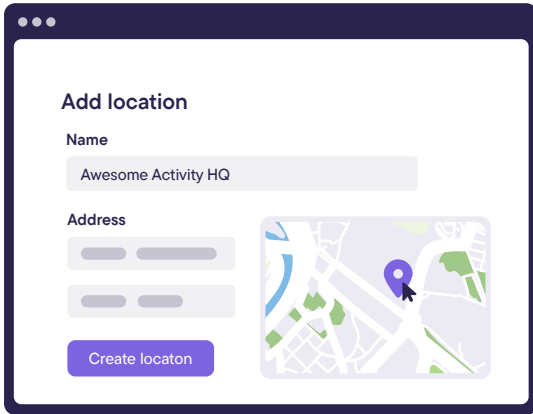 Add location
Name
Awesome Activity HQ
Address
Create locaton